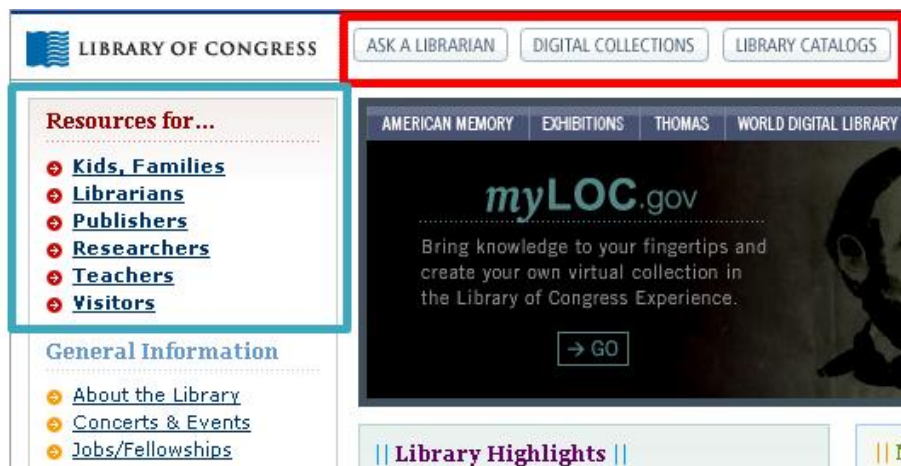 LIBRARY OF CONGRESS
ASK A LIBRARIAN
DIGITAL COLLECTIONS
LIBRARY CATALOGS
Resources for...
Kids, Families
Librarians
Publishers
Researchers
Teachers
Visitors
General Information
About the Library
Concerts & Events
Jobs/Fellowships
AMERICAN MEMORY
EXHIBITIONS
THOMAS
WORLD DIGITAL LIBRARY
myLOC.gov
Bring knowledge to your fingertips and
create your own virtual collection in
the Library of Congress Experience.
→ GO
|| Library Highlights ||